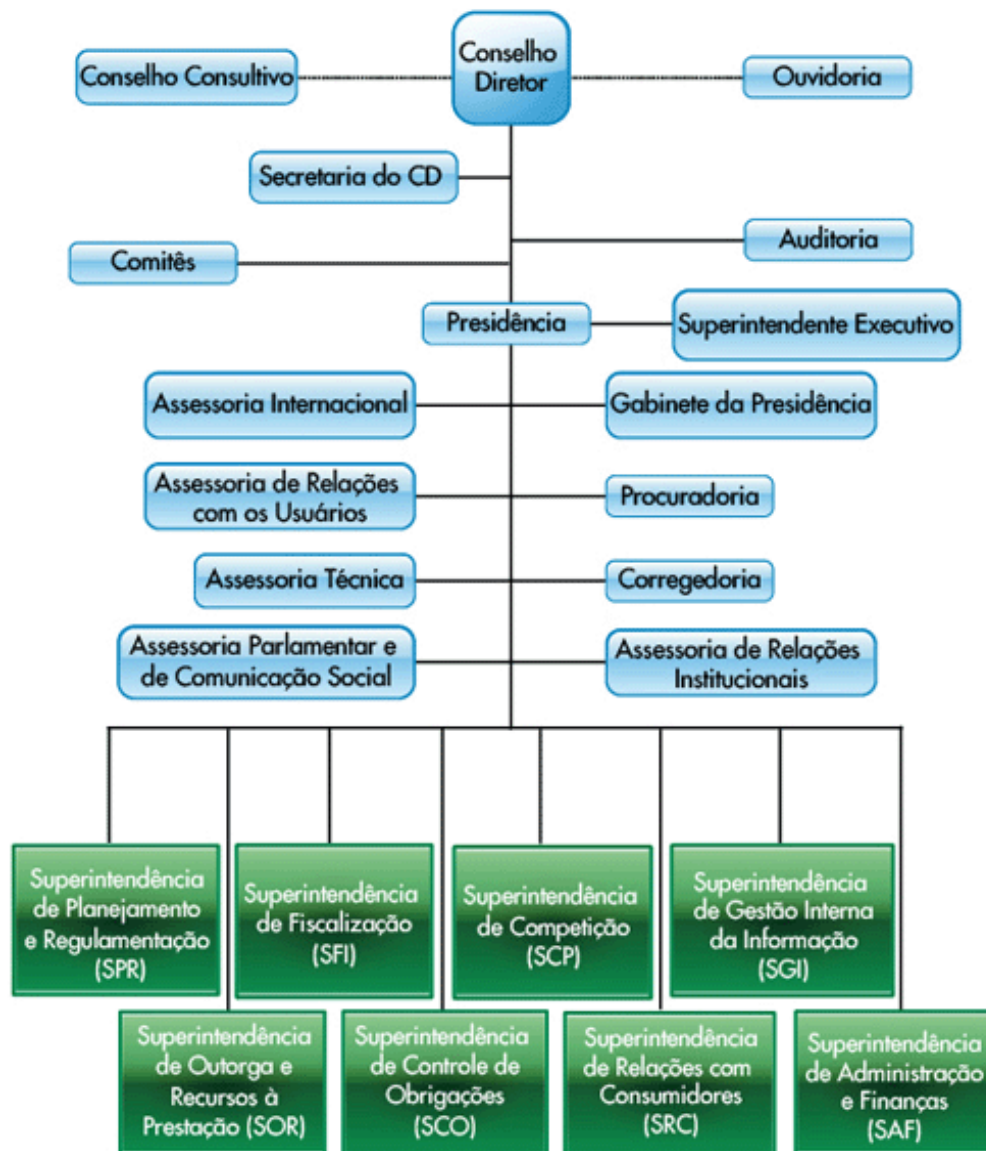 Conselho
Diretor
Conselho Consultivo
Ouvidoria
Secretaria do CD
Auditoria
Comitês
Presidência
Superintendente Executivo
Assessoria Internacional
Gabinete da Presidência
Assessoria de Relações
com os Usuários
Procuradoria
Assessoria Técnica
Corregedoria
Assessoria Parlamentar e
de Comunicação Social
Assessoria de Relações
Institucionais
Superintendência
de Planejamento
e Regulamentação
(SPR)
Superintendência
de Fiscalização
(SFI)
Superintendência
de Competição
(SCP)
Superintendência
de Gestão Interna
da Informação
(SGI)
Superintendência
de Outorga e
Recursos à
Prestação (SOR)
Superintendência
de Controle de
Obrigações
(SCO)
Superintendência
de Relações com
Consumidores
(SRC)
Superintendência
de Administração
e Finanças
(SAF)